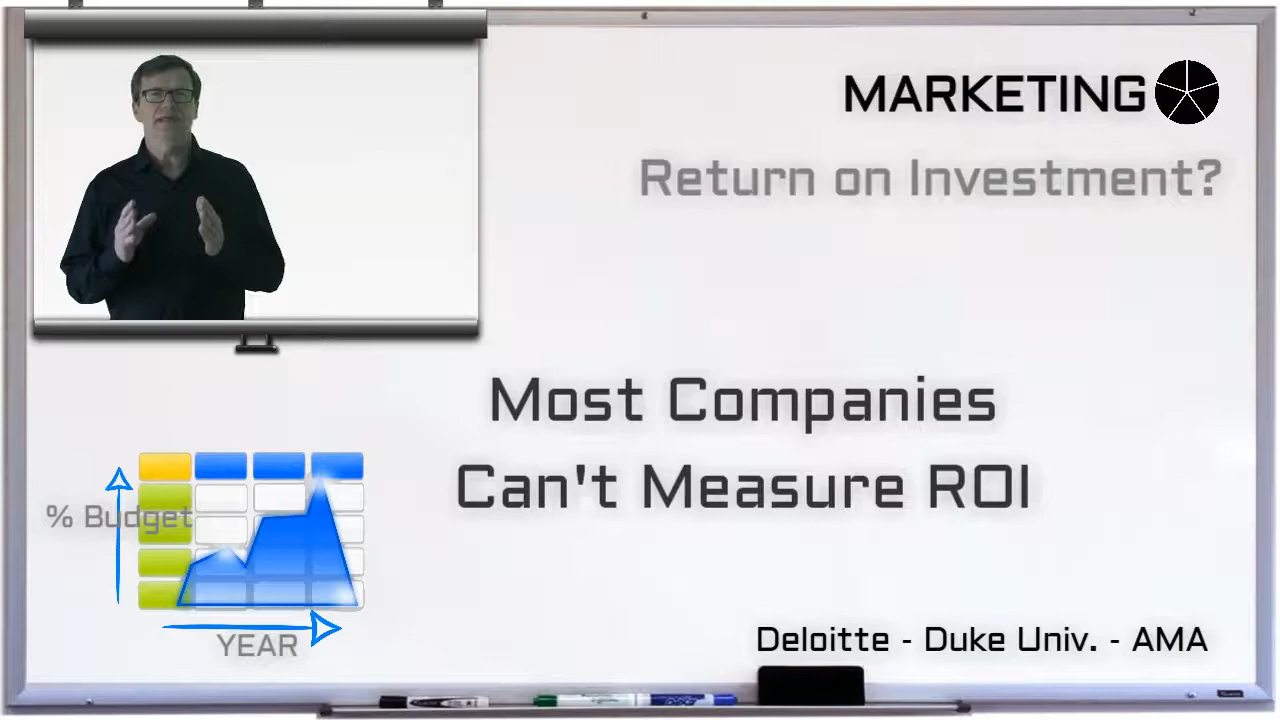 MARKETING
Return on Investment?
Most Companies
Can't Measure ROI
% Budget
YEAR
Deloitte - Duke Univ. - AMA